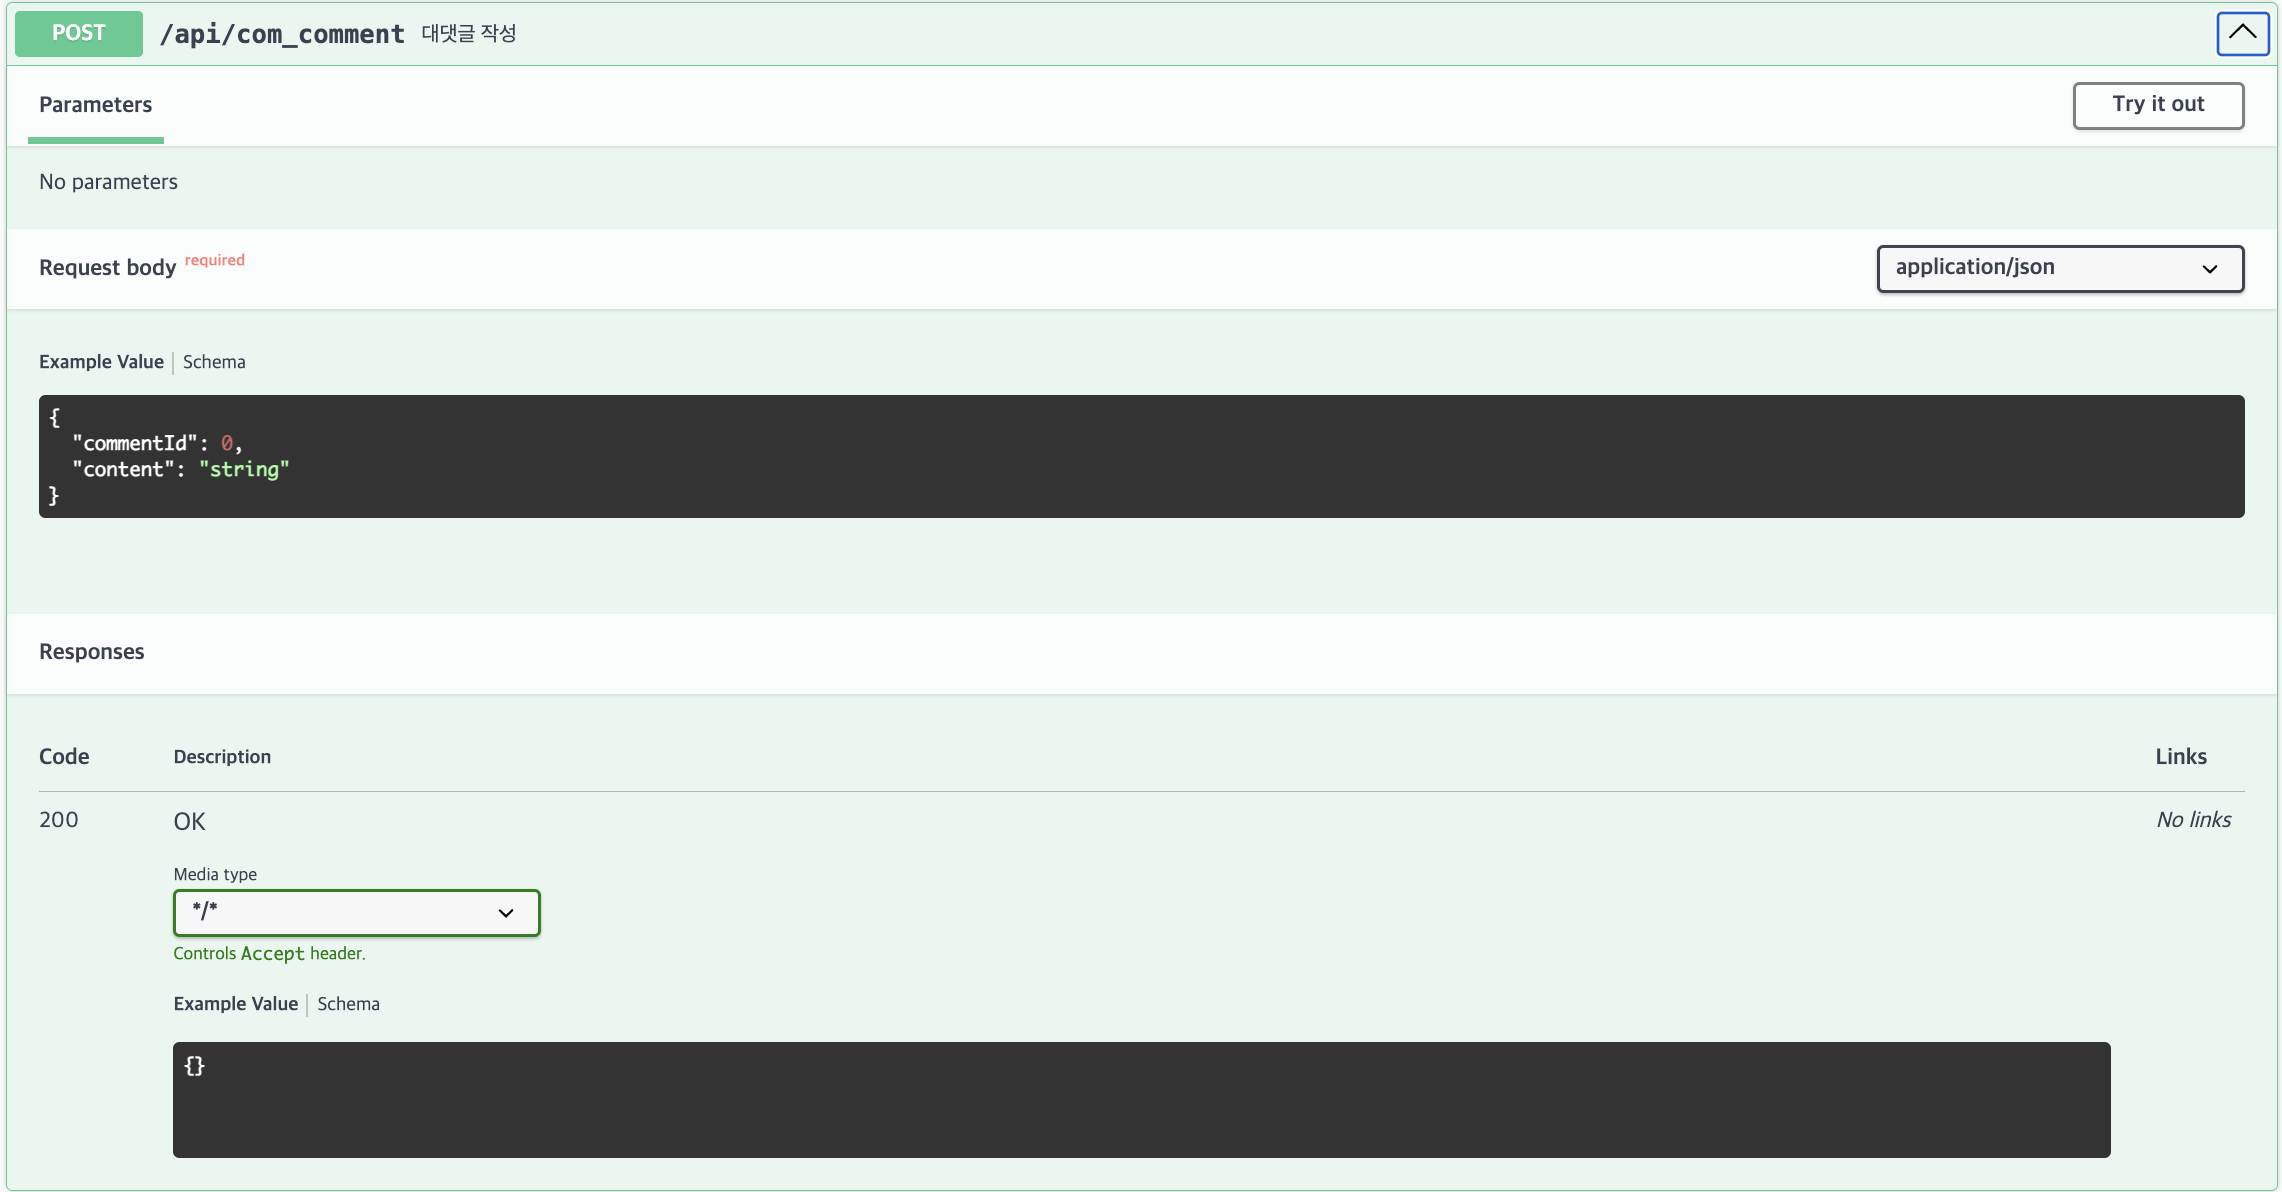 POST /api/com_comment 대댓글 작성
Parameters
Try it out
No parameters
Request body required
application/json
Example Value | Schema
{
  "commentId": 0,
  "content": "string"
}
Responses
Code Description Links
200 OK No links
Media type
*/*
Controls Accept header.
Example Value | Schema
{}